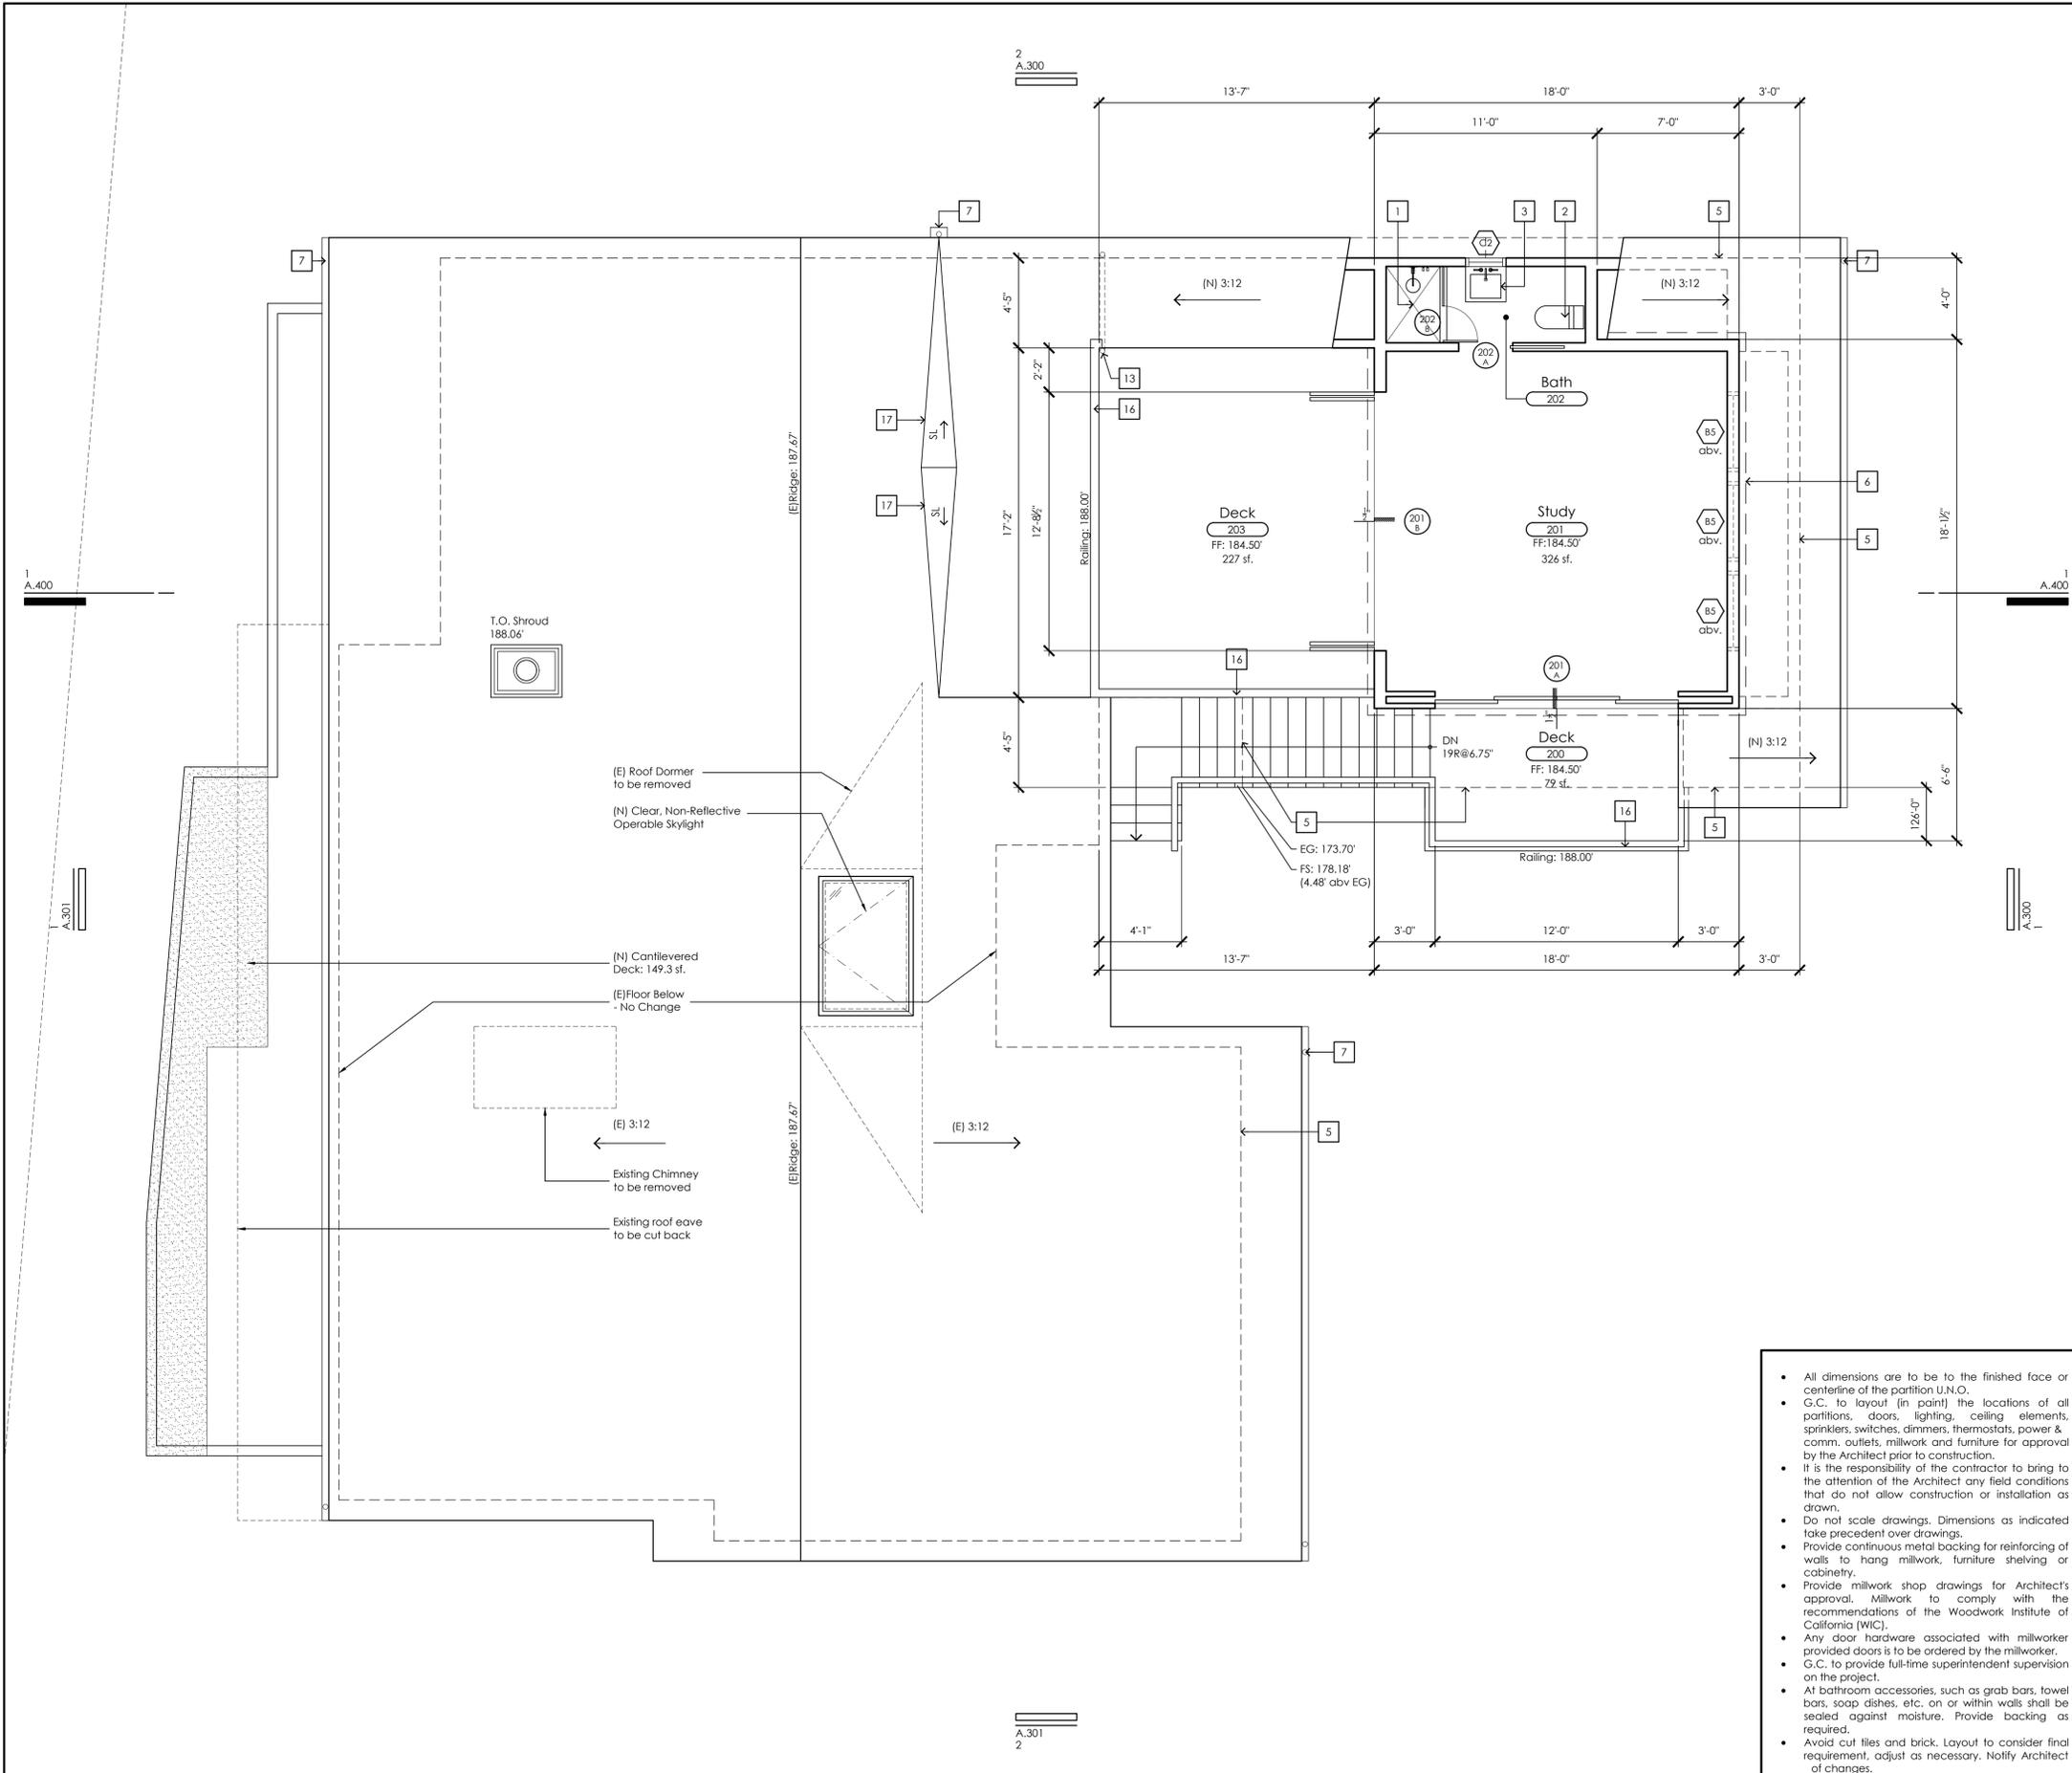 2
A.300
13'-7"
18'-0"
3'-0"
11'-0"
7'-0"
7
7
1
3
2
5
C2
7
(N) 3:12
(N) 3:12
4'-5"
4'-0"
202
B
202
A
2'-2"
13
Bath
202
16
17
SL
B5
abv.
(E)Ridge: 187.67'
6
17
SL
17'-2"
12'-8½"
Railing: 188.00'
Deck
203
FF: 184.50'
227 sf.
201
B
Study
201
FF:184.50'
326 sf.
B5
abv.
5
18'-1½"
1
A.400
1
A.400
B5
abv.
T.O. Shroud
188.06'
16
201
A
4'-5"
DN
19R@6.75"
Deck
200
FF: 184.50'
79 sf.
(N) 3:12
6'-6"
(E) Roof Dormer
to be removed
(N) Clear, Non-Reflective
Operable Skylight
5
16
5
126'-0"
EG: 173.70'
FS: 178.18'
(4.48' abv EG)
Railing: 188.00'
1
A.301
A.300
1
4'-1"
3'-0"
12'-0"
3'-0"
13'-7"
18'-0"
3'-0"
(N) Cantilevered
Deck: 149.3 sf.
(E)Floor Below
- No Change
7
(E) 3:12
(E)Ridge: 187.67'
(E) 3:12
5
Existing Chimney
to be removed
Existing roof eave
to be cut back
• All dimensions are to be to the finished face or
centerline of the partition U.N.O.
• G.C. to layout (in paint) the locations of all
partitions, doors, lighting, ceiling elements,
sprinklers, switches, dimmers, thermostats, power &
comm. outlets, millwork and furniture for approval
by the Architect prior to construction.
• It is the responsibility of the contractor to bring to
the attention of the Architect any field conditions
that do not allow construction or installation as
drawn.
• Do not scale drawings. Dimensions as indicated
take precedent over drawings.
• Provide continuous metal backing for reinforcing of
walls to hang millwork, furniture shelving or
cabinetry.
• Provide millwork shop drawings for Architect's
approval. Millwork to comply with the
recommendations of the Woodwork Institute of
California (WIC).
• Any door hardware associated with millworker
provided doors is to be ordered by the millworker.
• G.C. to provide full-time superintendent supervision
on the project.
• At bathroom accessories, such as grab bars, towel
bars, soap dishes, etc. on or within walls shall be
sealed against moisture. Provide backing as
required.
• Avoid cut tiles and brick. Layout to consider final
requirement, adjust as necessary. Notify Architect
of changes.
A.301
2